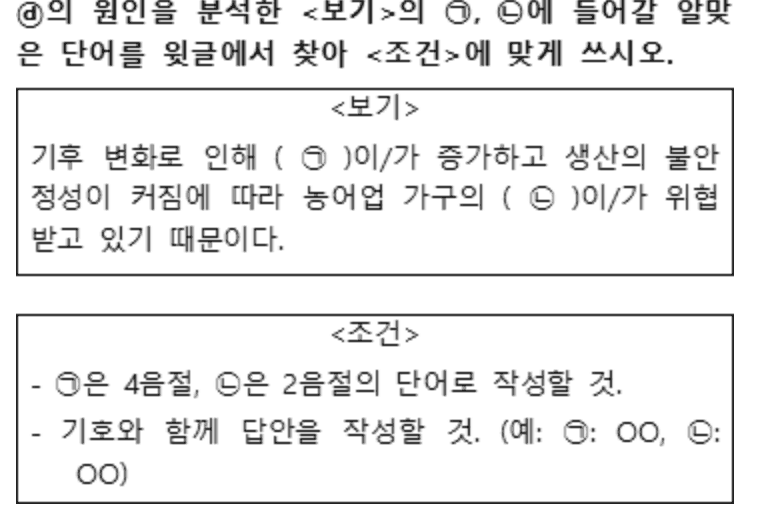 ⓓ의 원인을 분석한 <보기>의 ㉠, ㉡에 들어갈 알맞
은 단어를 윗글에서 찾아 <조건>에 맞게 쓰시오.
<보기>
기후 변화로 인해 ( ㉠ )이/가 증가하고 생산의 불안
정성이 커짐에 따라 농어업 가구의 ( ㉡ )이/가 위협
받고 있기 때문이다.
<조건>
- ㉠은 4음절, ㉡은 2음절의 단어로 작성할 것.
- 기호와 함께 답안을 작성할 것. (예: ㉠: OO, ㉡:
OO)